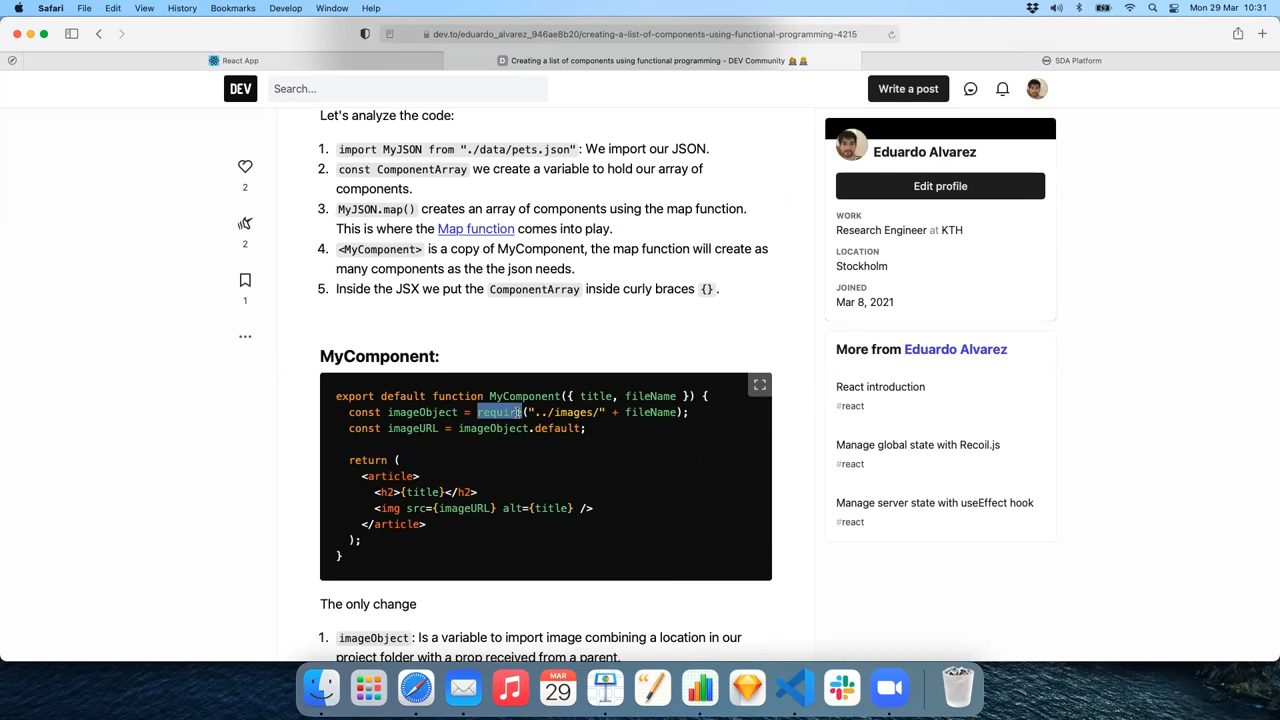 Safari File Edit View History Bookmarks Develop Window Help
Mon 29 Mar 10:31
dev.to/eduardo_alvarez_946ae8b20/creating-a-list-of-components-using-functional-programming-4215
React App
Creating a list of components using functional programming - DEV Community
SDA Platform
DEV
Search...
Write a post
Let's analyze the code:
1. import MyJSON from "./data/pets.json": We import our JSON.
2. const ComponentArray we create a variable to hold our array of
components.
3. MyJSON.map() creates an array of components using the map function.
This is where the Map function comes into play.
4. <MyComponent> is a copy of MyComponent, the map function will create as
many components as the the json needs.
5. Inside the JSX we put the ComponentArray inside curly braces {}.
2
2
1
MyComponent:
export default function MyComponent({ title, fileName }) {
const imageObject = require("../images/" + fileName);
const imageURL = imageObject.default;
return (
<article>
<h2>{title}</h2>
<img src={imageURL} alt={title} />
</article>
);
}
The only change
1. imageObject: Is a variable to import image combining a location in our
project folder with a prop received from a parent.
Eduardo Alvarez
Edit profile
WORK
Research Engineer at KTH
LOCATION
Stockholm
JOINED
Mar 8, 2021
More from Eduardo Alvarez
React introduction
#react
Manage global state with Recoil.js
#react
Manage server state with useEffect hook
#react
MAR
29